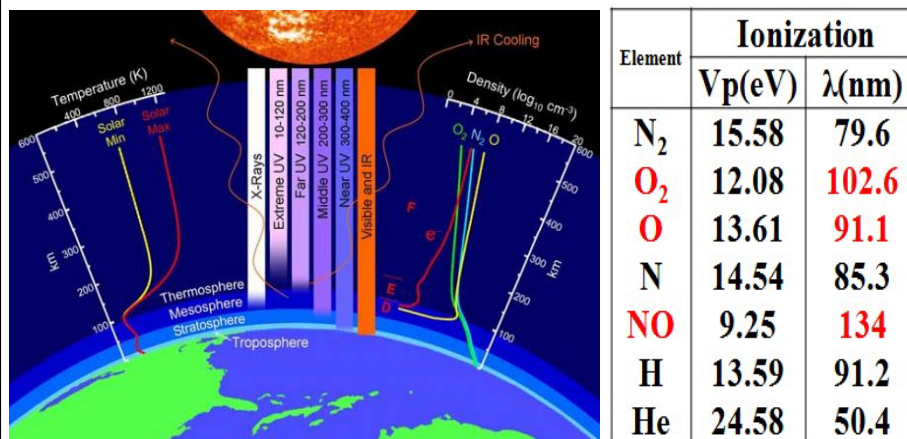 IR Cooling
Temperature (K)
600 400 800 1200
Solar Min
Solar Max
500
400
300
200
100
km
X-Rays
Extreme UV 10-120 nm
Far UV 120-200 nm
Middle UV 200-300 nm
Near UV 300-400 nm
Visible and IR
Density (log10 cm-3)
0 4 8 12 16 20
O2 N2 O
600
500
400
300
200
100
km
F
e-
E
D
Thermosphere
Mesosphere
Stratosphere
Troposphere
Element Ionization
Vp(eV) λ(nm)
N2 15.58 79.6
O2 12.08 102.6
O 13.61 91.1
N 14.54 85.3
NO 9.25 134
H 13.59 91.2
He 24.58 50.4